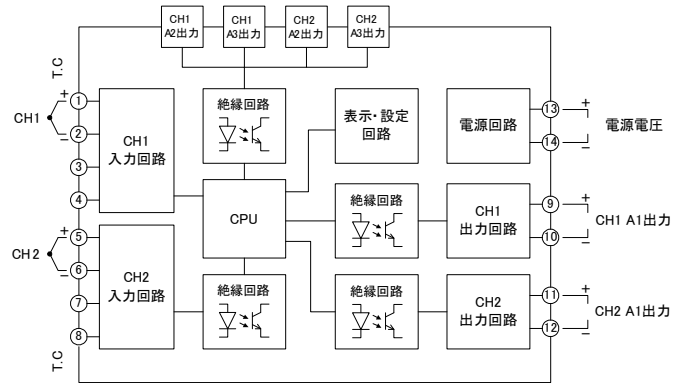 CH1
A2出力
CH1
A3出力
CH2
A2出力
CH2
A3出力
T.C
CH1
+
−
1
2
3
4
CH1
入力回路
絶縁回路
表示・設定
回路
電源回路
13
14
+
−
電源電圧
CPU
絶縁回路
CH1
出力回路
9
10
+
−
CH1 A1出力
CH2
+
−
5
6
7
8
CH2
入力回路
絶縁回路
絶縁回路
CH2
出力回路
11
12
+
−
CH2 A1出力
T.C